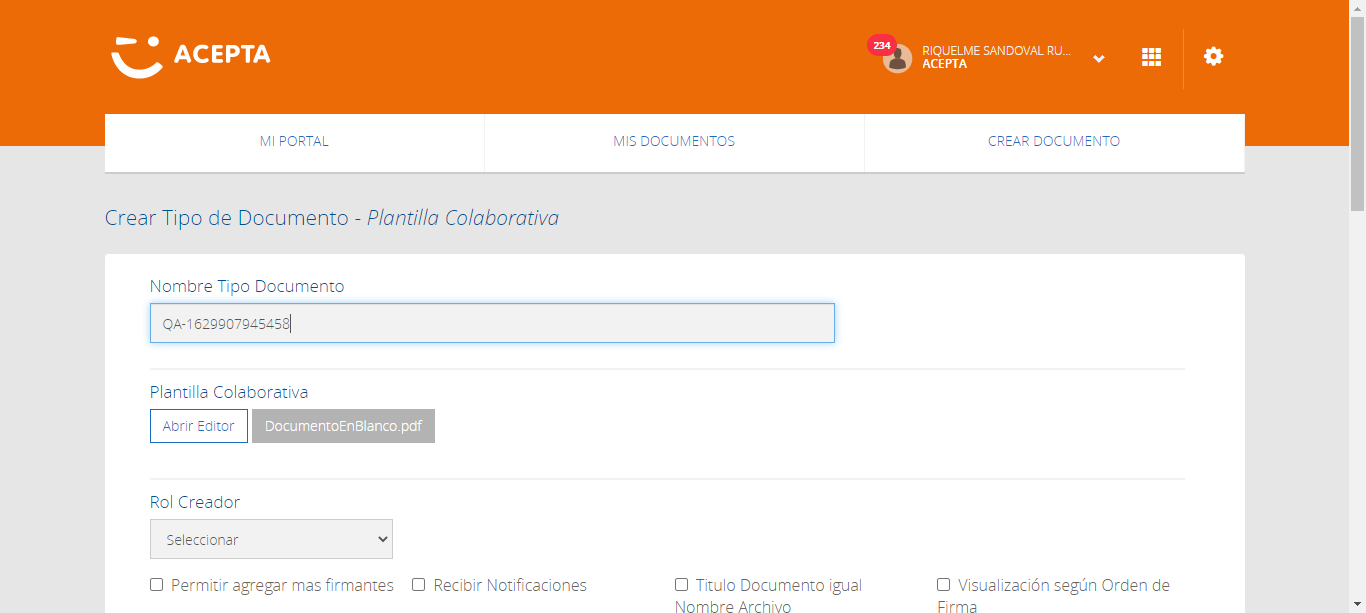 ACEPTA
234
RIQUELME SANDOVAL RU...
ACEPTA
MI PORTAL
MIS DOCUMENTOS
CREAR DOCUMENTO
Crear Tipo de Documento - Plantilla Colaborativa
Nombre Tipo Documento
QA-1629907945458
Plantilla Colaborativa
Abrir Editor
DocumentoEnBlanco.pdf
Rol Creador
Seleccionar
Permitir agregar mas firmantes
Recibir Notificaciones
Titulo Documento igual
Nombre Archivo
Visualización según Orden de
Firma